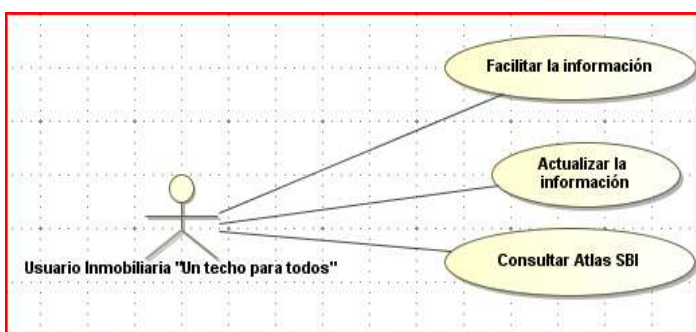 Facilitar la información
Actualizar la
información
Consultar Atlas SBI
Usuario Inmobiliaria "Un techo para todos"